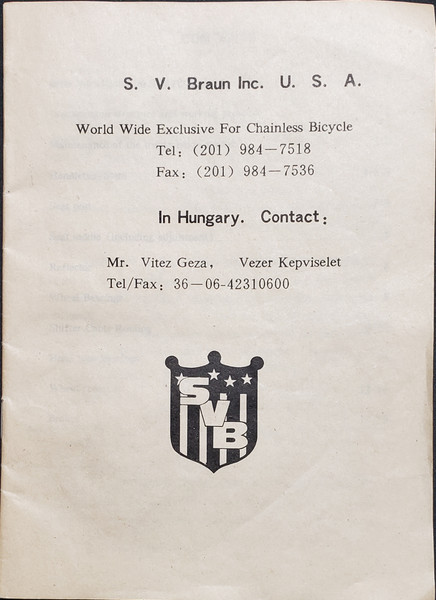 S. V. Braun Inc. U. S. A.
World Wide Exclusive For Chainless Bicycle
Tel: (201) 984—7518
Fax: (201) 984—7536
In Hungary. Contact:
Mr. Vitez Geza, Vezer Kepviselet
Tel/Fax: 36—06-42310600
SVB